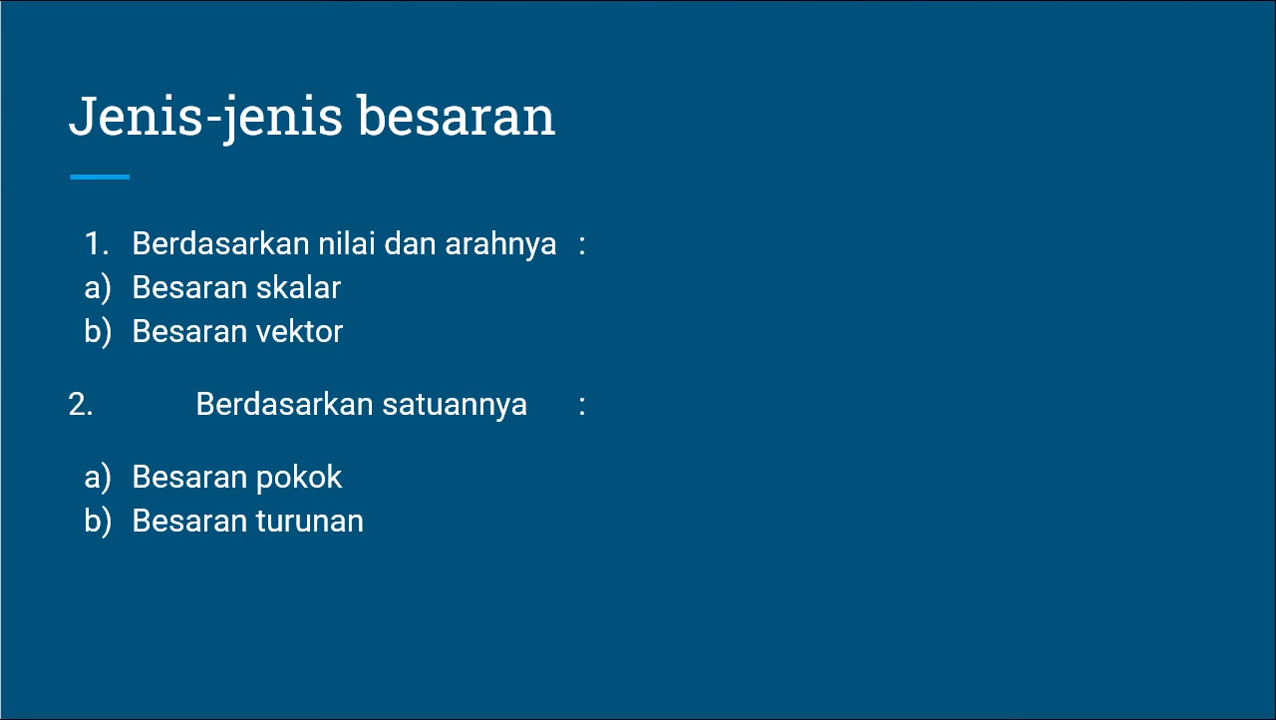 Jenis-jenis besaran
1. Berdasarkan nilai dan arahnya :
a) Besaran skalar
b) Besaran vektor
2. Berdasarkan satuannya :
a) Besaran pokok
b) Besaran turunan